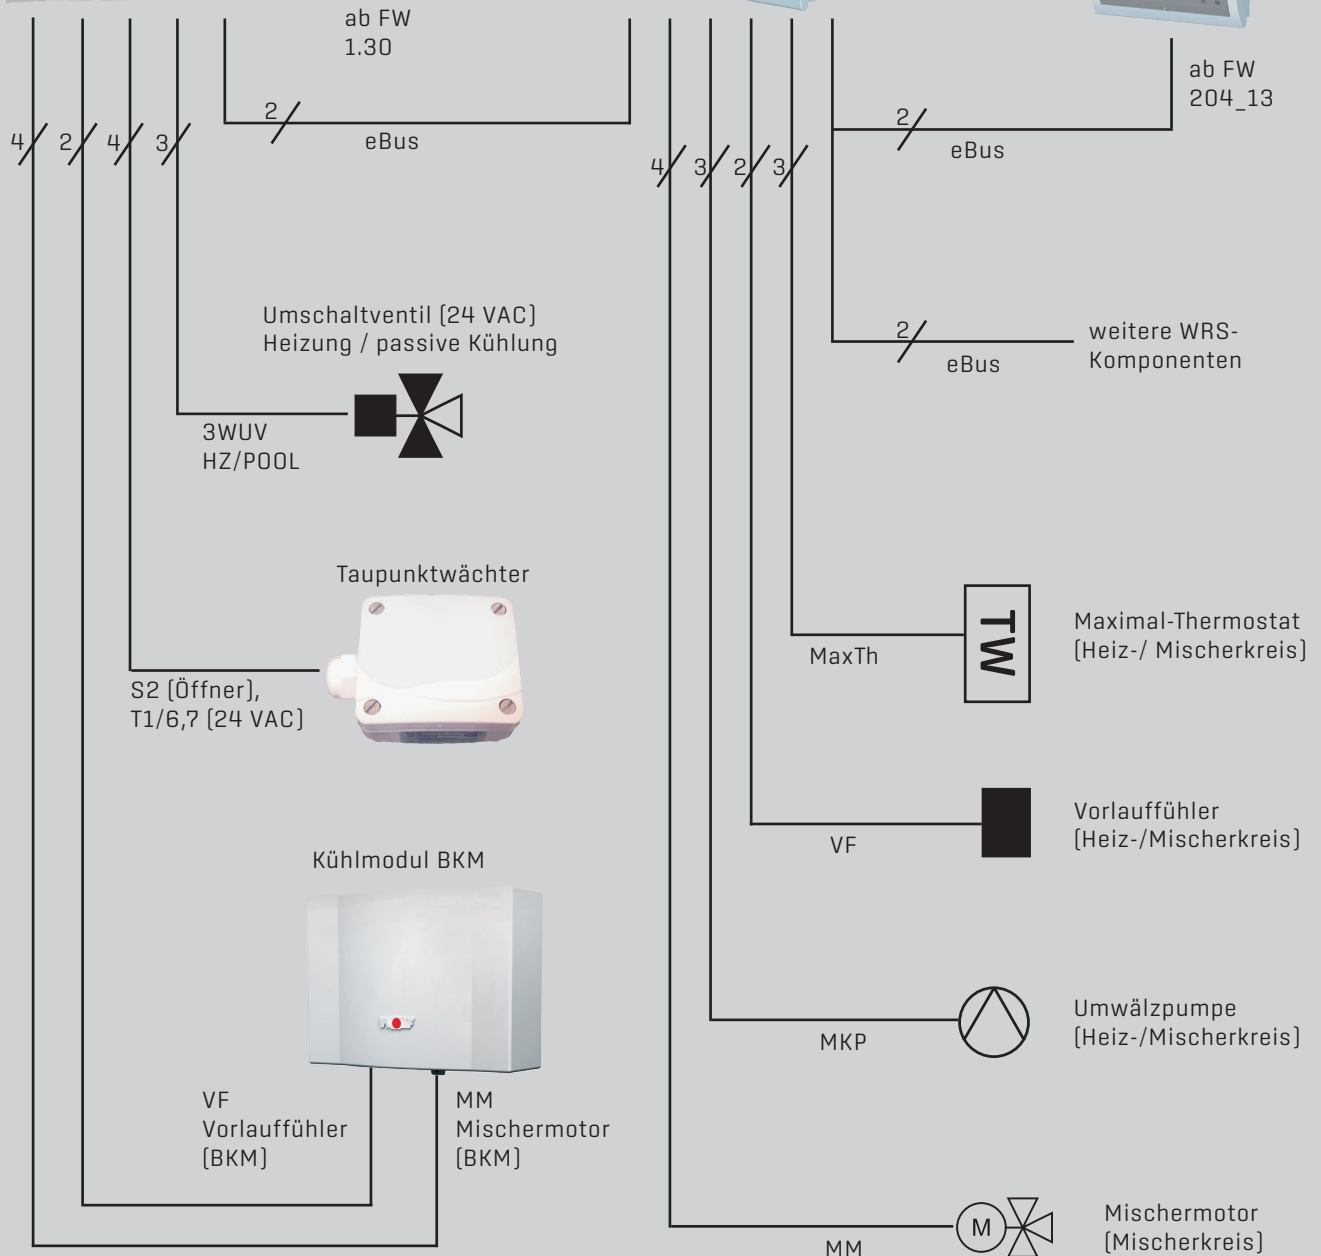 ab FW
1.30
ab FW
204_13
2
eBus
2
eBus
4
2
4
3
4
3
2
3
Umschaltventil (24 VAC)
Heizung / passive Kühlung
3WUV
HZ/POOL
2
eBus
weitere WRS-
Komponenten
Taupunktwächter
S2 (Öffner),
T1/6,7 (24 VAC)
MaxTh
TW
Maximal-Thermostat
(Heiz-/ Mischerkreis)
VF
Vorlauffühler
(Heiz-/Mischerkreis)
Kühlmodul BKM
WOLF
VF
Vorlauffühler
(BKM)
MM
Mischermotor
(BKM)
MKP
Umwälzpumpe
(Heiz-/Mischerkreis)
MM
M
Mischermotor
(Mischerkreis)